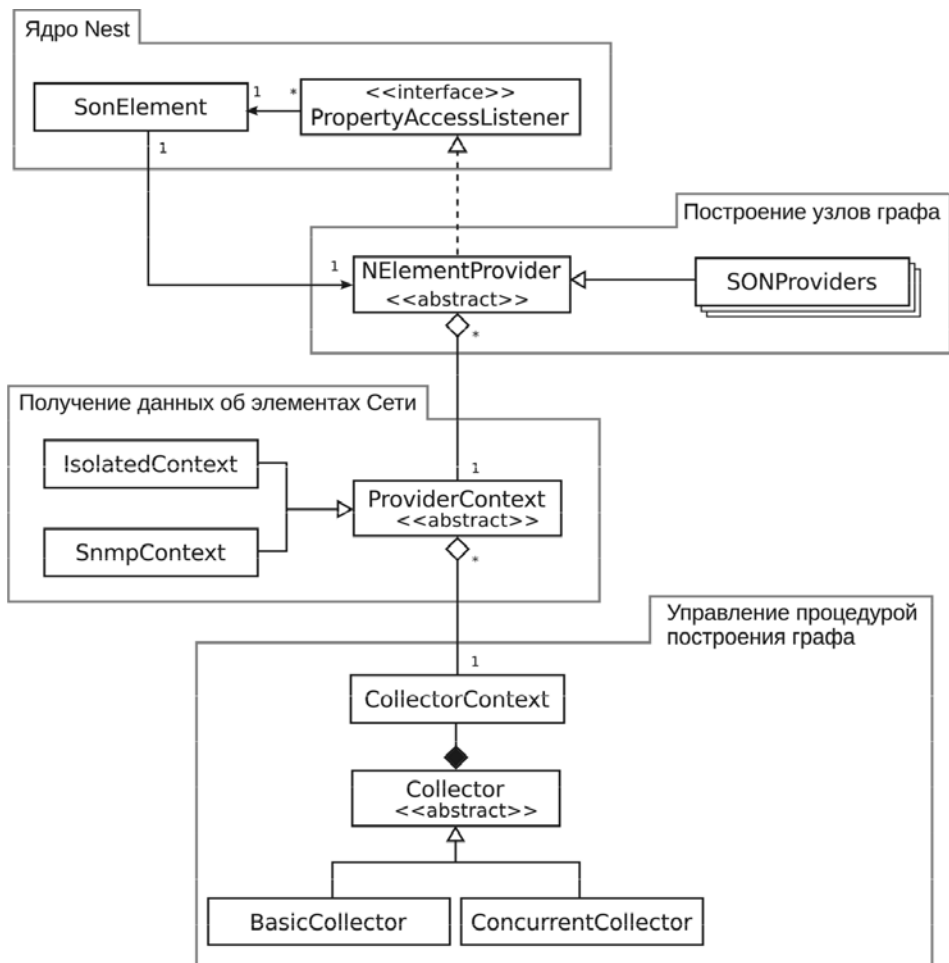 Ядро Nest
SonElement
1
*
<<interface>>
PropertyAccessListener
1
Построение узлов графа
1
NElementProvider
<<abstract>>
SONProviders
*
Получение данных об элементах Сети
IsolatedContext
1
ProviderContext
<<abstract>>
SnmpContext
*
Управление процедурой
построения графа
1
CollectorContext
Collector
<<abstract>>
BasicCollector
ConcurrentCollector